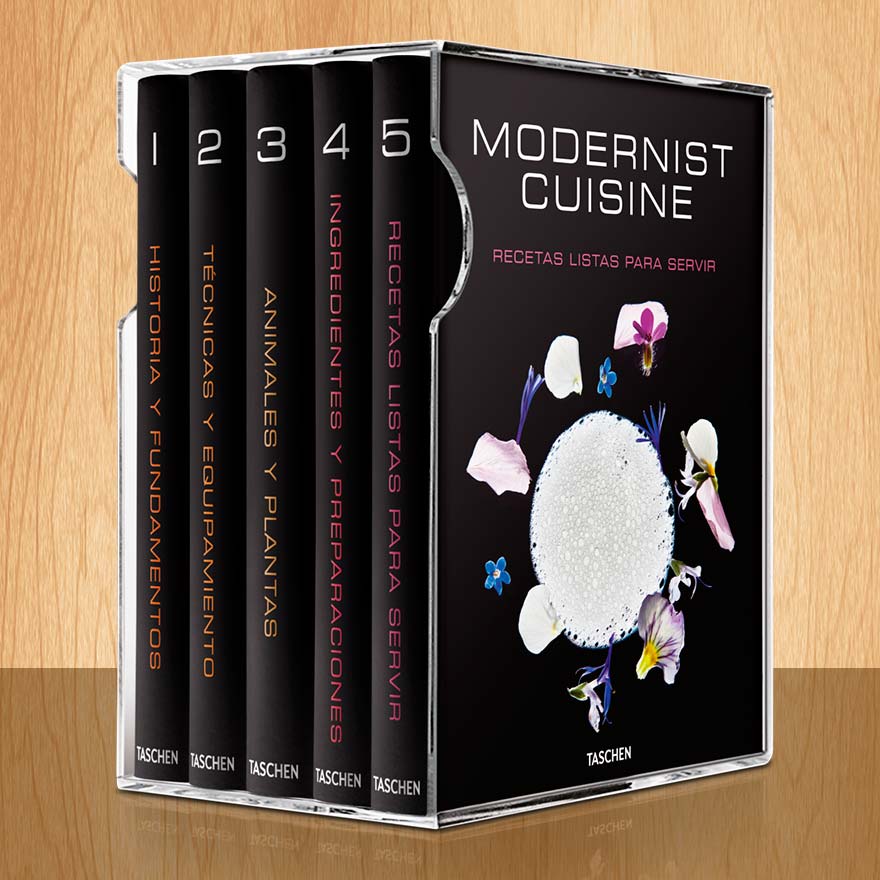 1
HISTORIA Y FUNDAMENTOS
TASCHEN
2
TÉCNICAS Y EQUIPAMIENTO
TASCHEN
3
ANIMALES Y PLANTAS
TASCHEN
4
INGREDIENTES Y PREPARACIONES
TASCHEN
5
RECETAS LISTAS PARA SERVIR
TASCHEN
MODERNIST
CUISINE
RECETAS LISTAS PARA SERVIR
TASCHEN